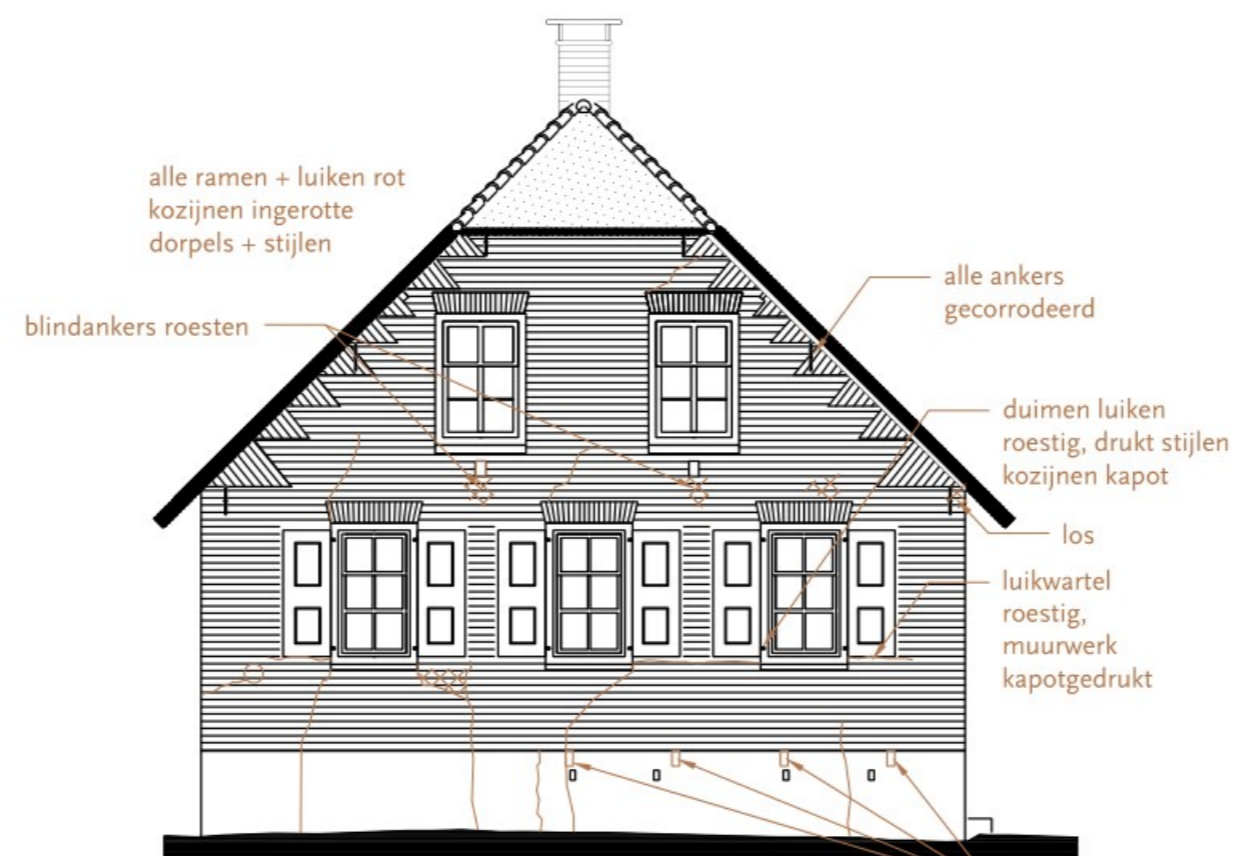 alle ramen + luiken rot
kozijnen ingerotte
dorpels + stijlen
blindankers roesten
alle ankers
gecorrodeerd
duimen luiken
roestig, drukt stijlen
kozijnen kapot
los
luikwartel
roestig,
muurwerk
kapotgedrukt